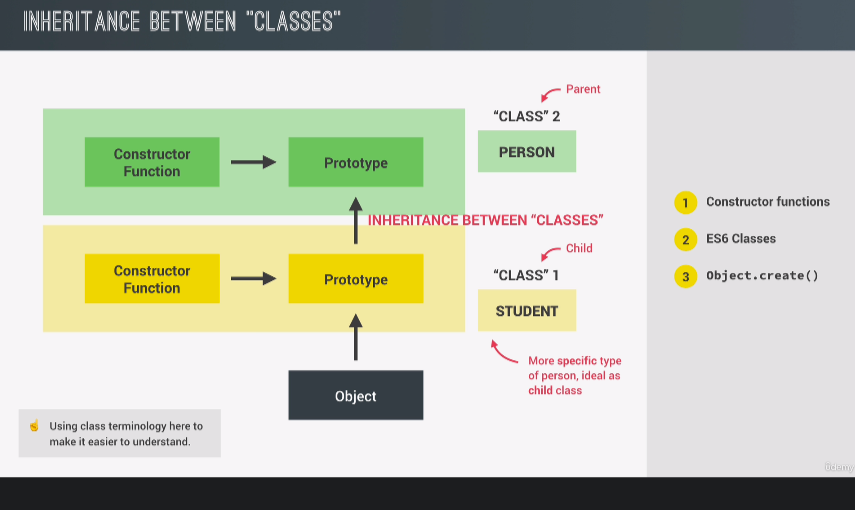 INHERITANCE BETWEEN "CLASSES"
Parent
"CLASS" 2
Constructor
Function
Prototype
PERSON
INHERITANCE BETWEEN “CLASSES”
Child
“CLASS” 1
Constructor
Function
Prototype
STUDENT
More specific type
of person, ideal as
child class
Object
☝️ Using class terminology here to
make it easier to understand.
1 Constructor functions
2 ES6 Classes
3 Object.create()
Udemy